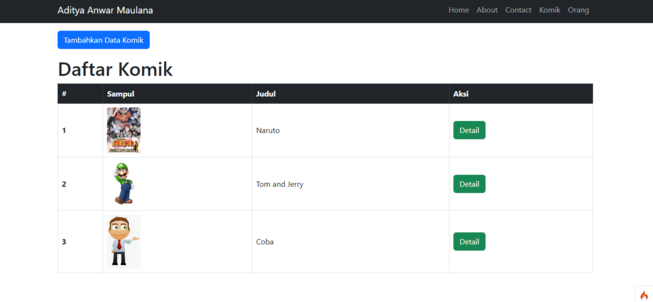 Aditya Anwar Maulana Home About Contact Komik Orang
Tambahkan Data Komik
Daftar Komik
# Sampul Judul Aksi
1 Naruto Detail
2 Tom and Jerry Detail
3 Coba Detail